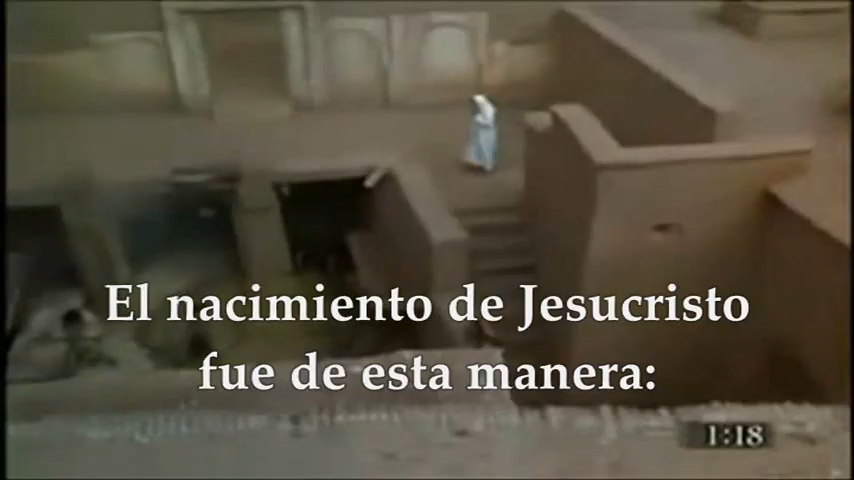 El nacimiento de Jesucristo
fue de esta manera:
1:18